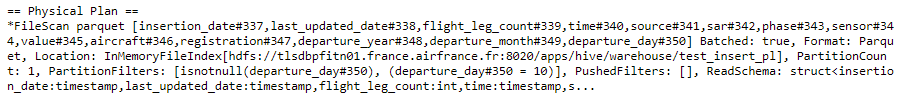 == Physical Plan ==
*FileScan parquet [insertion_date#337,last_updated_date#338,flight_leg_count#339,time#340,source#341,sar#342,phase#343,sensor#34
4,value#345,aircraft#346,registration#347,departure_year#348,departure_month#349,departure_day#350] Batched: true, Format: Parqu
et, Location: InMemoryFileIndex[hdfs://tlsdbpfitn01.france.airfrance.fr:8020/apps/hive/warehouse/test_insert_pl], PartitionCoun
t: 1, PartitionFilters: [isnotnull(departure_day#350), (departure_day#350 = 10)], PushedFilters: [], ReadSchema: struct<insertio
n_date:timestamp,last_updated_date:timestamp,flight_leg_count:int,time:timestamp,s...